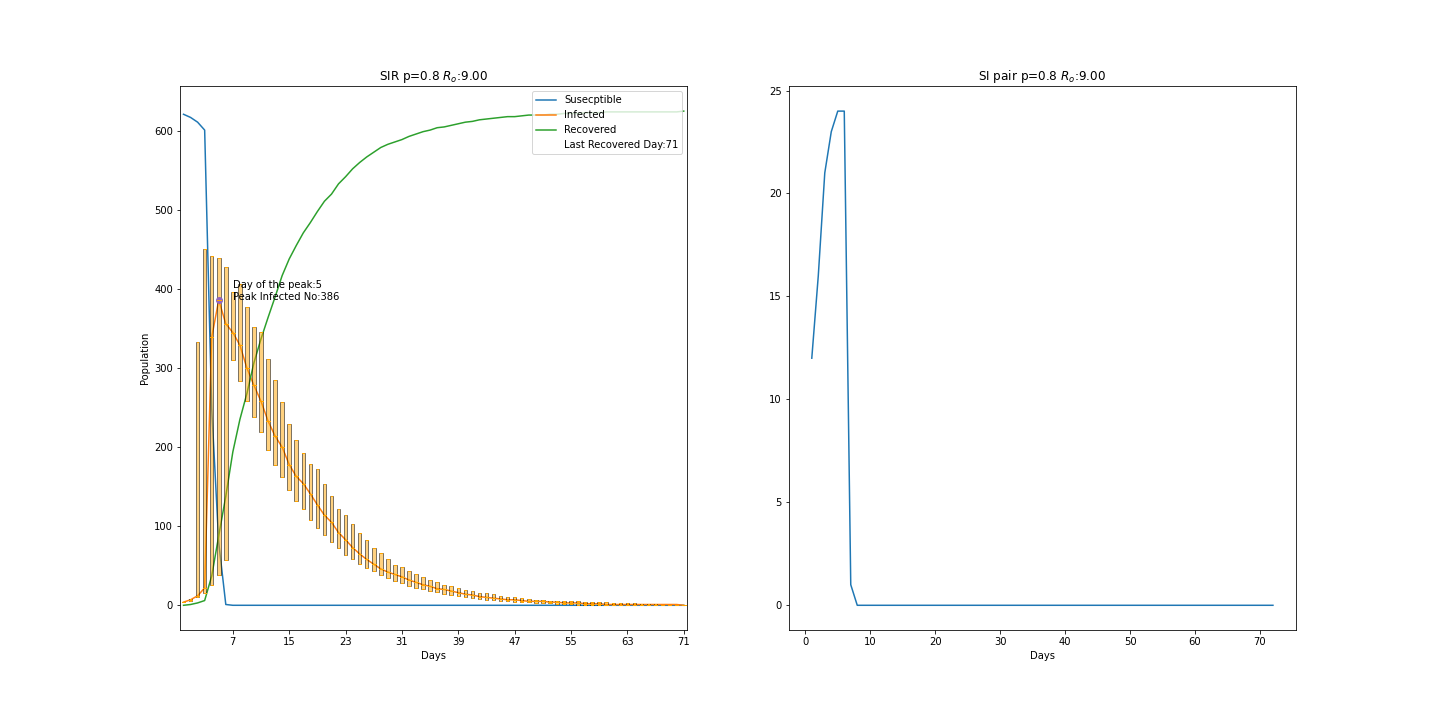 SIR p=0.8 Rₒ:9.00
Susecptible
Infected
Recovered
Last Recovered Day:71
Day of the peak:5
Peak Infected No:386
Population
600
500
400
300
200
100
0
7 15 23 31 39 47 55 63 71
Days
SI pair p=0.8 Rₒ:9.00
25
20
15
10
5
0
0 10 20 30 40 50 60 70
Days